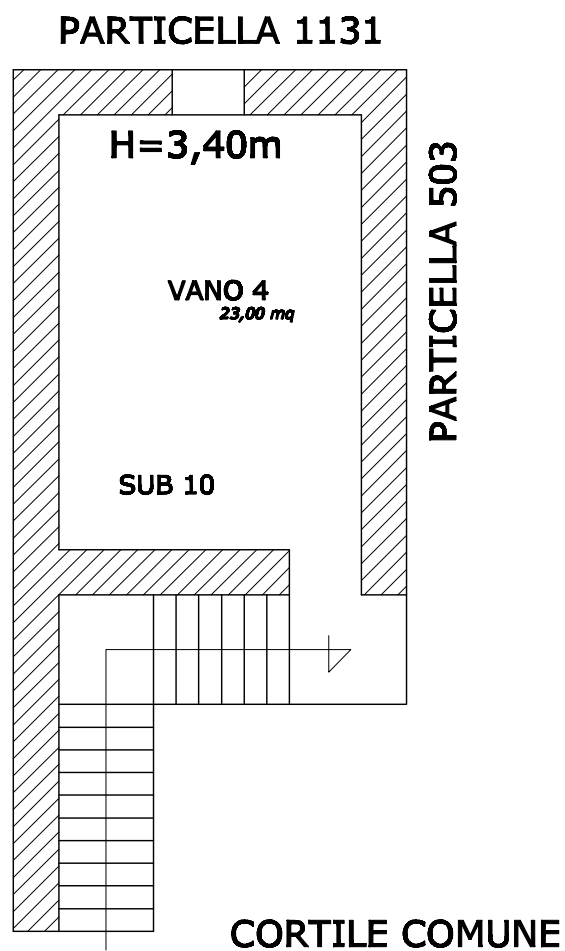 PARTICELLA 1131
H=3,40m
PARTICELLA 503
VANO 4
23,00 mq
SUB 10
CORTILE COMUNE